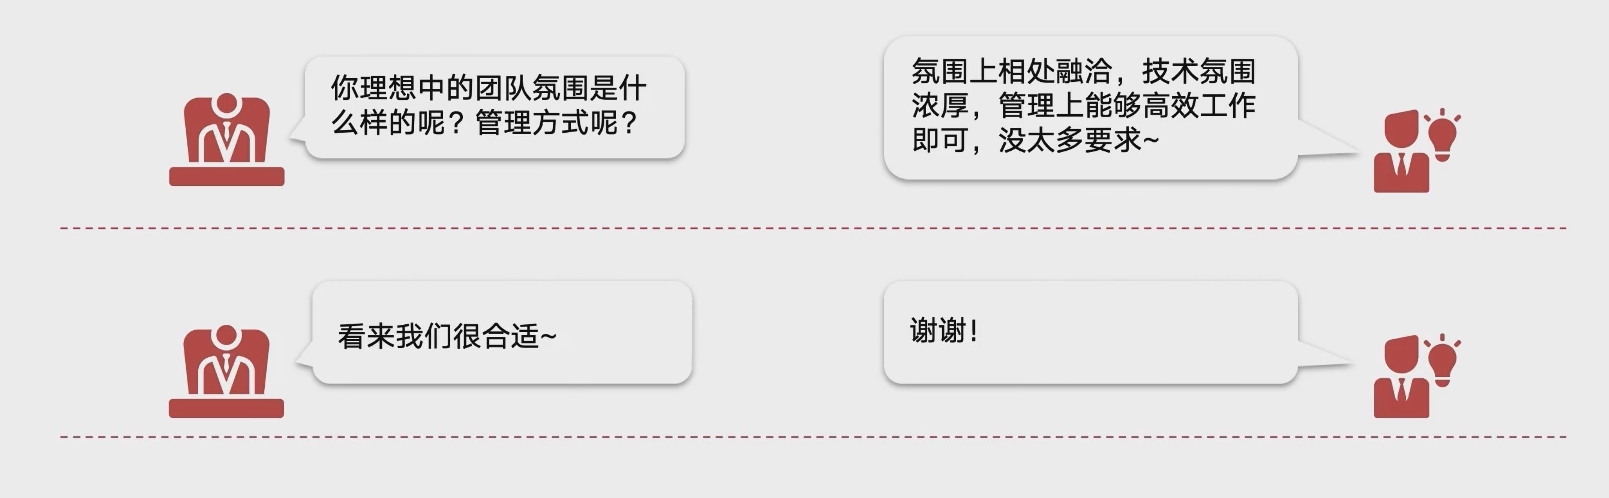 你理想中的团队氛围是什
么样的呢？管理方式呢？
氛围上相处融洽，技术氛围
浓厚，管理上能够高效工作
即可，没太多要求~
看来我们很合适~
谢谢！